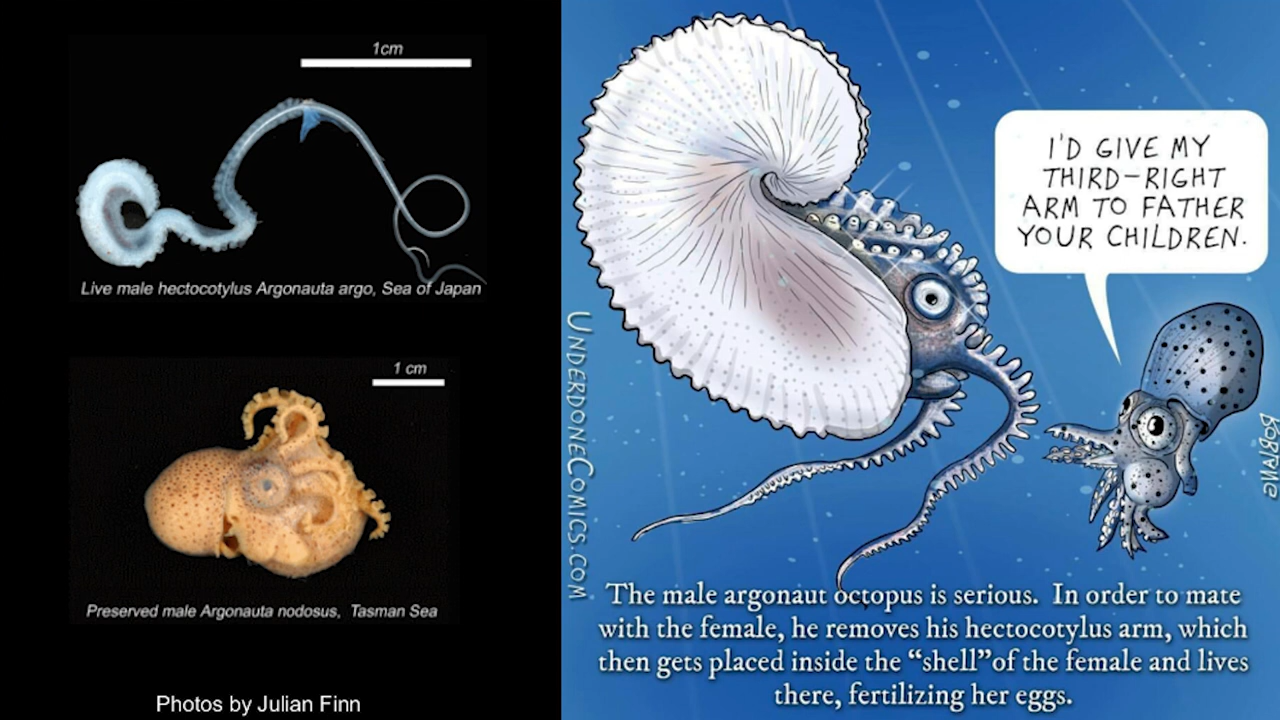 1cm
Live male hectocotylus Argonauta argo, Sea of Japan
1 cm
Preserved male Argonauta nodosus, Tasman Sea
Photos by Julian Finn
I'D GIVE MY
THIRD-RIGHT
ARM TO FATHER
YOUR CHILDREN.
UNDERDONECOMICS.COM
The male argonaut octopus is serious. In order to mate
with the female, he removes his hectocotylus arm, which
then gets placed inside the “shell”of the female and lives
there, fertilizing her eggs.